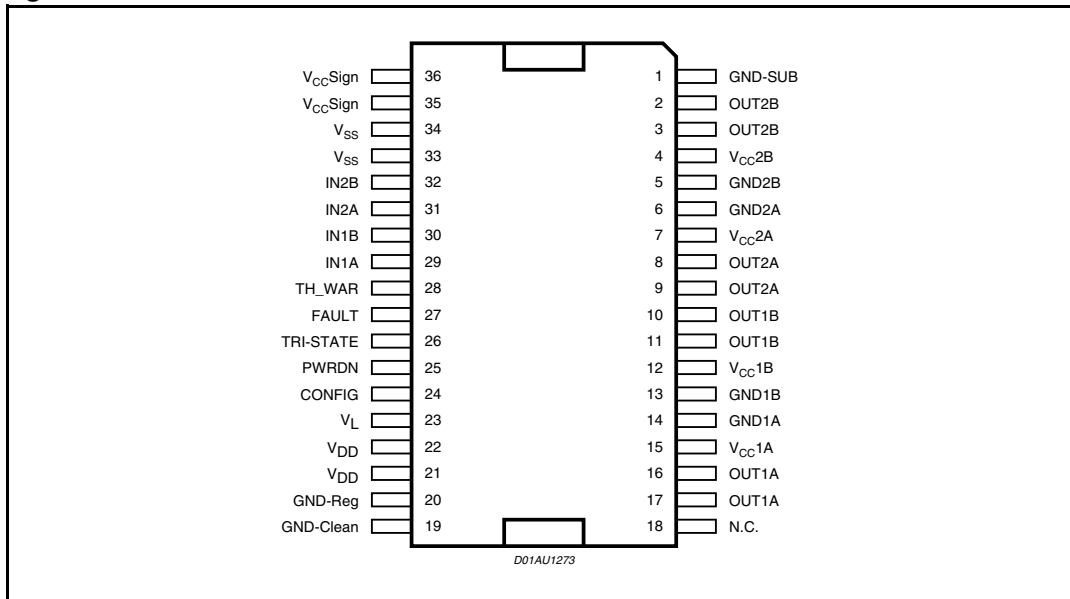 VCCSign 36 1 GND-SUB
VCCSign 35 2 OUT2B
VSS 34 3 OUT2B
VSS 33 4 VCC2B
IN2B 32 5 GND2B
IN2A 31 6 GND2A
IN1B 30 7 VCC2A
IN1A 29 8 OUT2A
TH_WAR 28 9 OUT2A
FAULT 27 10 OUT1B
TRI-STATE 26 11 OUT1B
PWRDN 25 12 VCC1B
CONFIG 24 13 GND1B
VL 23 14 GND1A
VDD 22 15 VCC1A
VDD 21 16 OUT1A
GND-Reg 20 17 OUT1A
GND-Clean 19 18 N.C.
D01AU1273